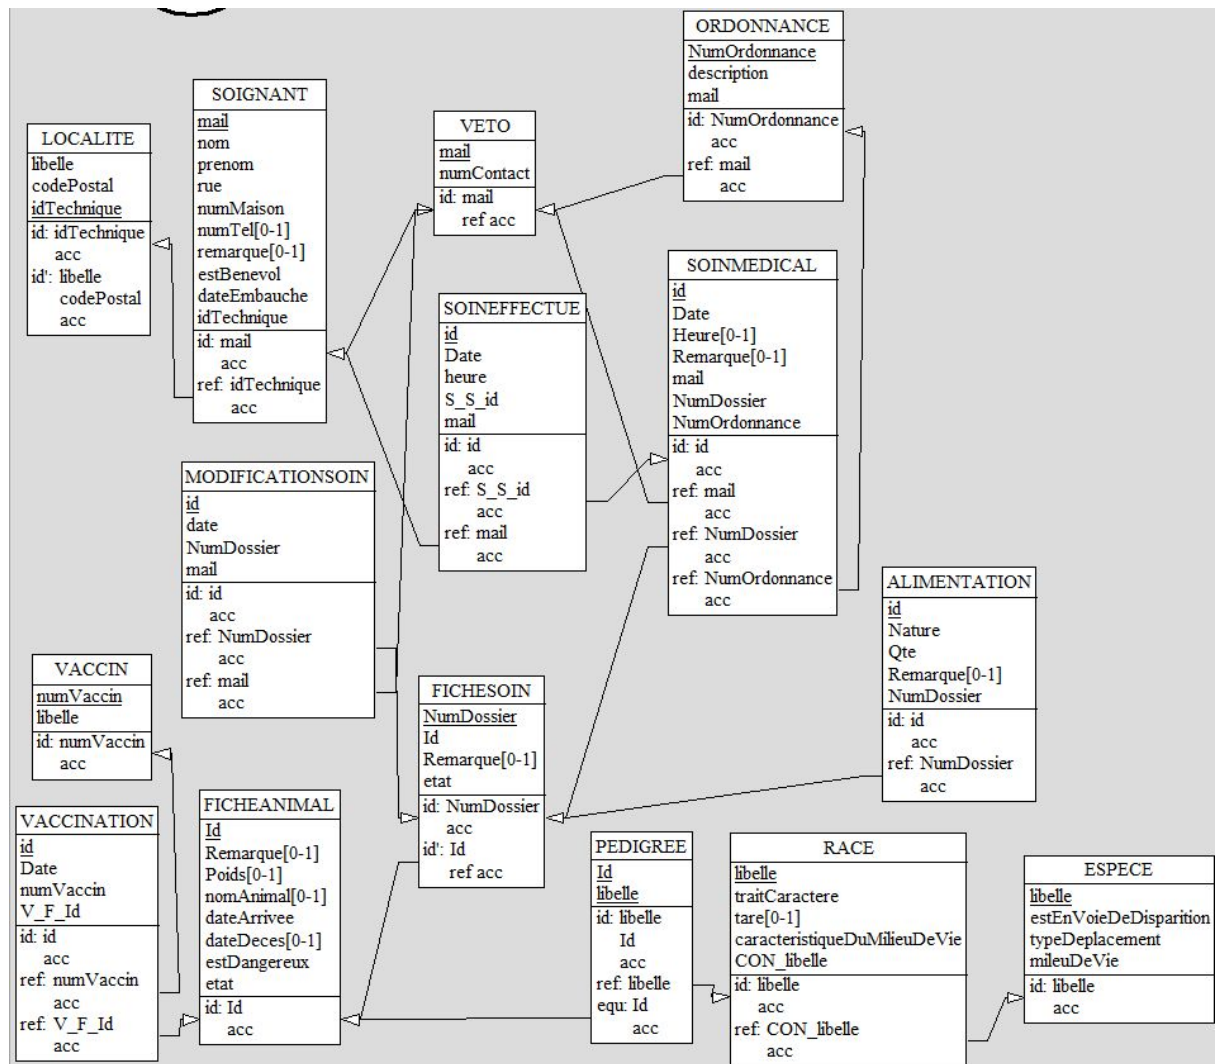 ORDONNANCE
NumOrdonnance
description
mail
id: NumOrdonnance
acc
ref: mail
acc
SOIGNANT
mail
nom
prenom
rue
numMaison
numTel[0-1]
remarque[0-1]
estBenevol
dateEmbauche
idTechnique
id: mail
acc
ref: idTechnique
acc
VETO
mail
numContact
id: mail
ref acc
LOCALITE
libelle
codePostal
idTechnique
id: idTechnique
acc
id': libelle
codePostal
acc
SOINMEDICAL
id
Date
Heure[0-1]
Remarque[0-1]
mail
NumDossier
NumOrdonnance
id: id
acc
ref: mail
acc
ref: NumDossier
acc
ref: NumOrdonnance
acc
SOINEFFECTUE
id
Date
heure
S_S_id
mail
id: id
acc
ref: S_S_id
acc
ref: mail
acc
MODIFICATIONSOIN
id
date
NumDossier
mail
id: id
acc
ref: NumDossier
acc
ref: mail
acc
ALIMENTATION
id
Nature
Qte
Remarque[0-1]
NumDossier
id: id
acc
ref: NumDossier
acc
VACCIN
numVaccin
libelle
id: numVaccin
acc
FICHESOIN
NumDossier
Id
Remarque[0-1]
etat
id: NumDossier
acc
id': Id
ref acc
VACCINATION
id
Date
numVaccin
V_F_Id
id: id
acc
ref: numVaccin
acc
ref: V_F_Id
acc
FICHEANIMAL
Id
Remarque[0-1]
Poids[0-1]
nomAnimal[0-1]
dateArrivee
dateDeces[0-1]
estDangereux
etat
id: Id
acc
PEDIGREE
Id
libelle
id: libelle
Id
acc
ref: libelle
equ: Id
acc
RACE
libelle
traitCaractere
tare[0-1]
caracteristiqueDuMilieuDeVie
CON_libelle
id: libelle
acc
ref: CON_libelle
acc
ESPECE
libelle
estEnVoieDeDisparition
typeDeplacement
mileuDeVie
id: libelle
acc